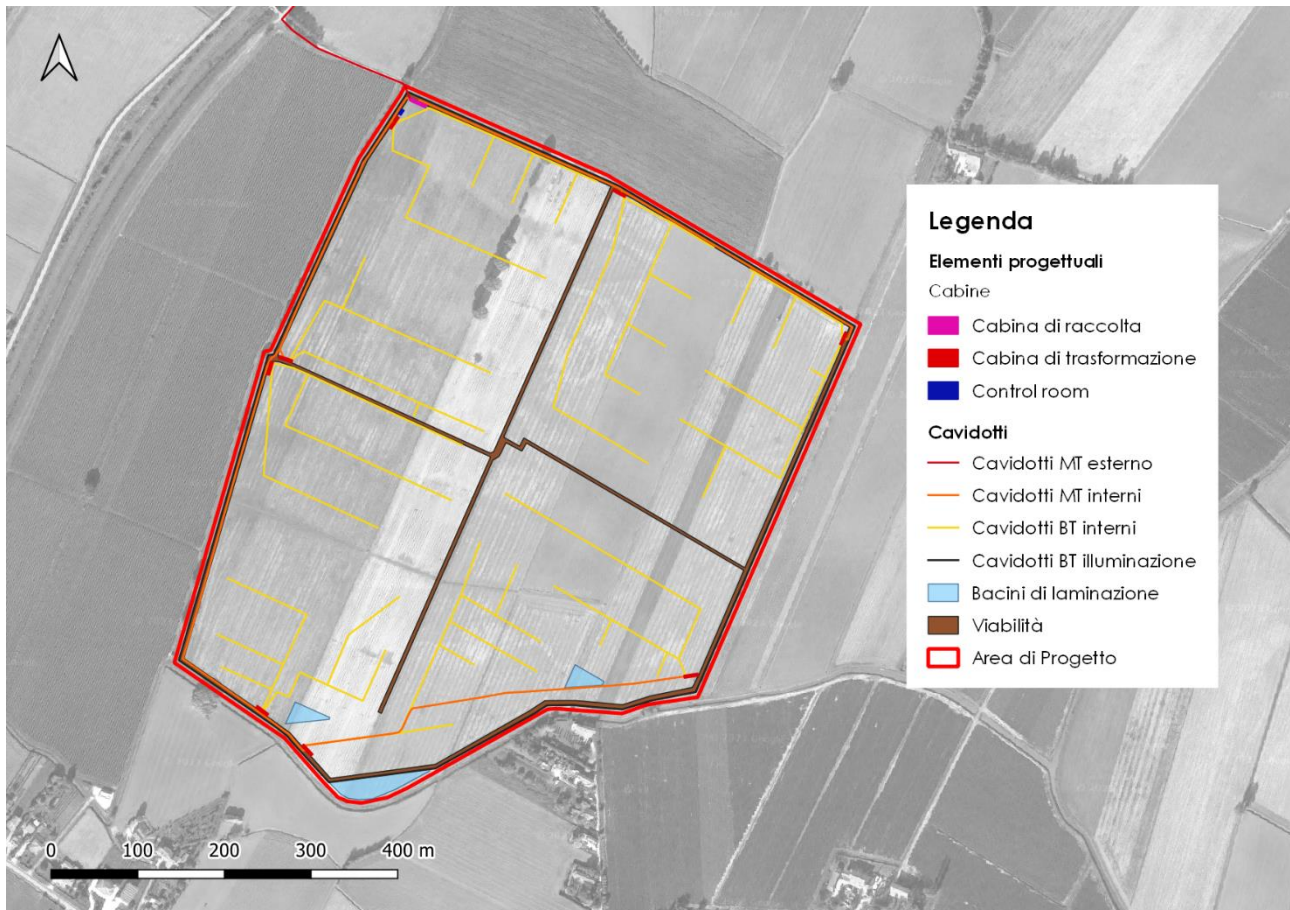 Legenda
Elementi progettuali
Cabine
Cabina di raccolta
Cabina di trasformazione
Control room
Cavidotti
Cavidotti MT esterno
Cavidotti MT interni
Cavidotti BT interni
Cavidotti BT illuminazione
Bacini di laminazione
Viabilità
Area di Progetto
0 100 200 300 400 m